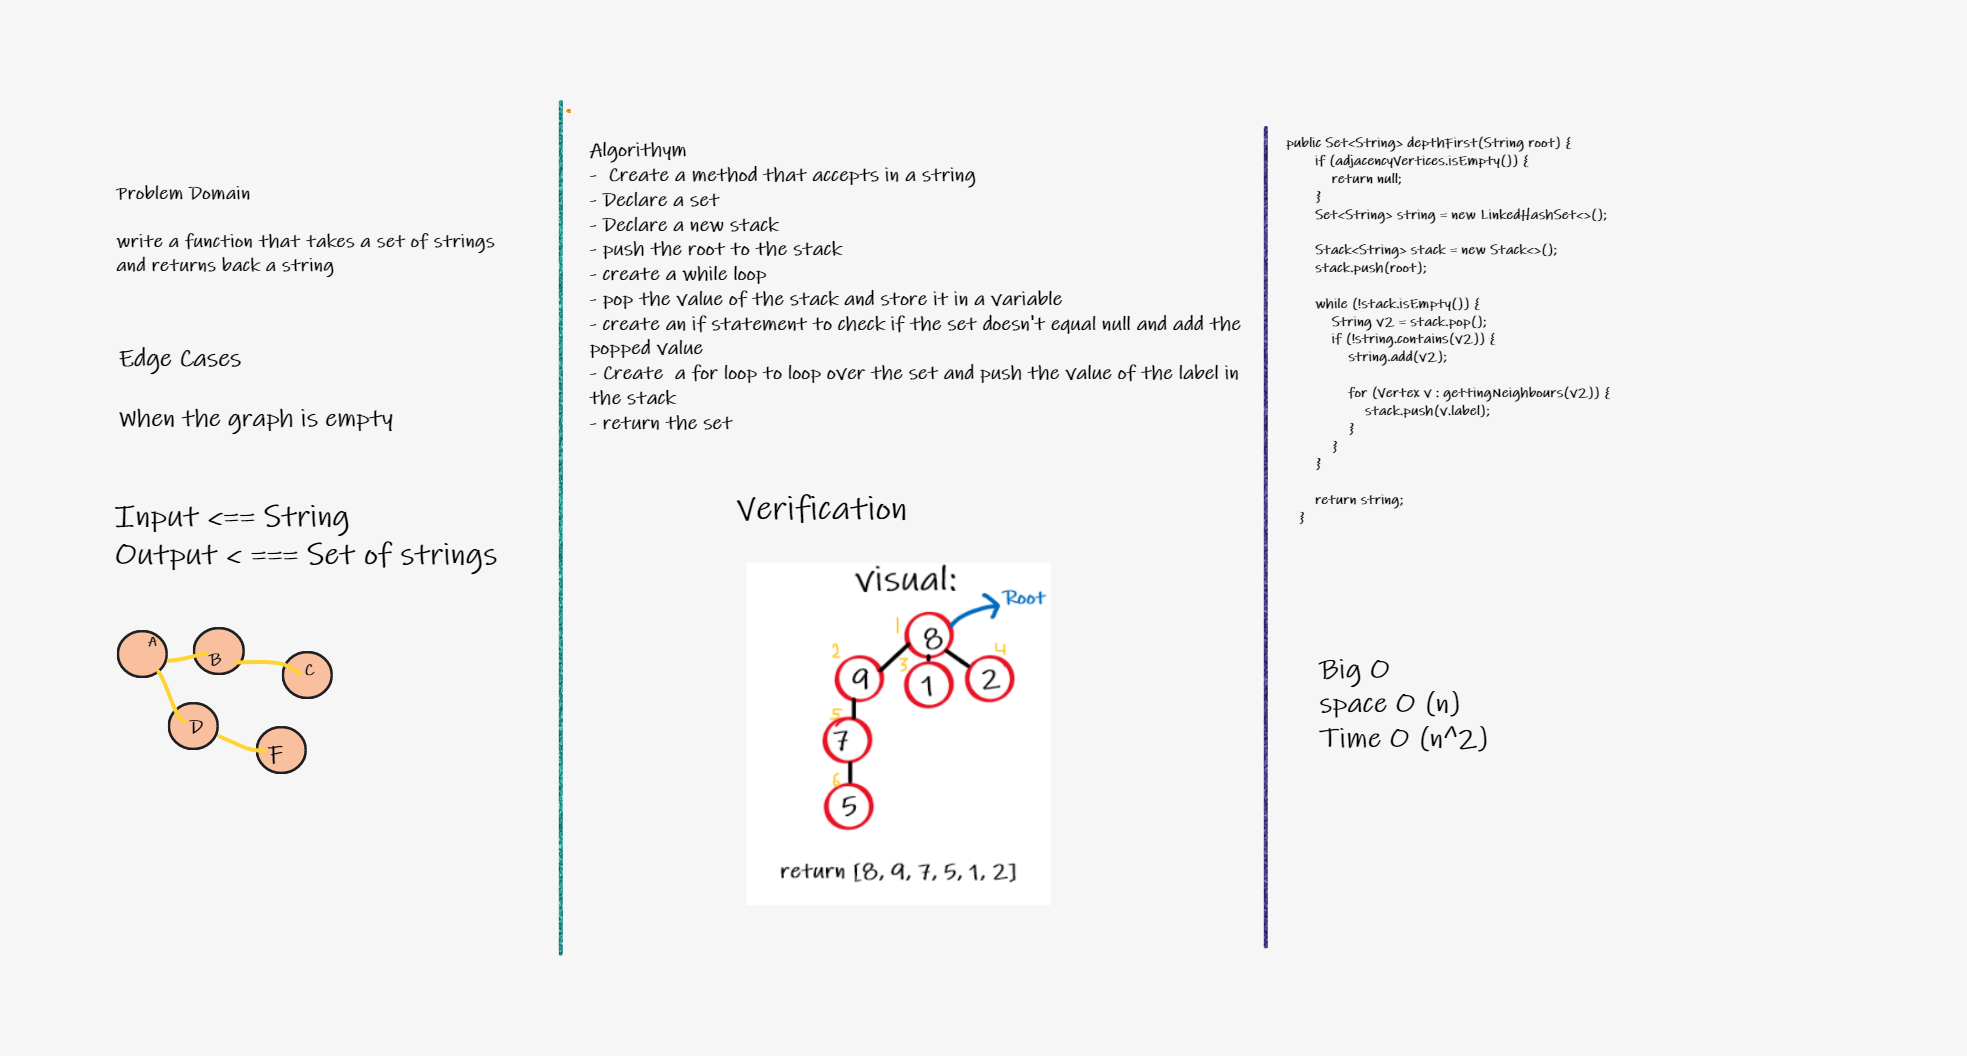 Problem Domain
write a function that takes a set of strings
and returns back a string
Edge Cases
When the graph is empty
Input <== String
Output < === Set of strings
A
B
C
D
F
Algorithym
-  Create a method that accepts in a string
- Declare a set
- Declare a new stack
- push the root to the stack
- create a while loop
- pop the value of the stack and store it in a variable
- create an if statement to check if the set doesn't equal null and add the
popped value
- Create  a for loop to loop over the set and push the value of the label in
the stack
- return the set
Verification
visual:
Root
1
8
2
3
4
9
1
2
5
7
6
5
return [8, 9, 7, 5, 1, 2]
public Set<String> depthFirst(String root) {
if (adjacencyVertices.isEmpty()) {
return null;
}
Set<String> string = new LinkedHashSet<>();
Stack<String> stack = new Stack<>();
stack.push(root);
while (!stack.isEmpty()) {
String v2 = stack.pop();
if (!string.contains(v2)) {
string.add(v2);
for (Vertex v : gettingNeighbours(v2)) {
stack.push(v.label);
}
}
}
return string;
}
Big O
space O (n)
Time O (n^2)